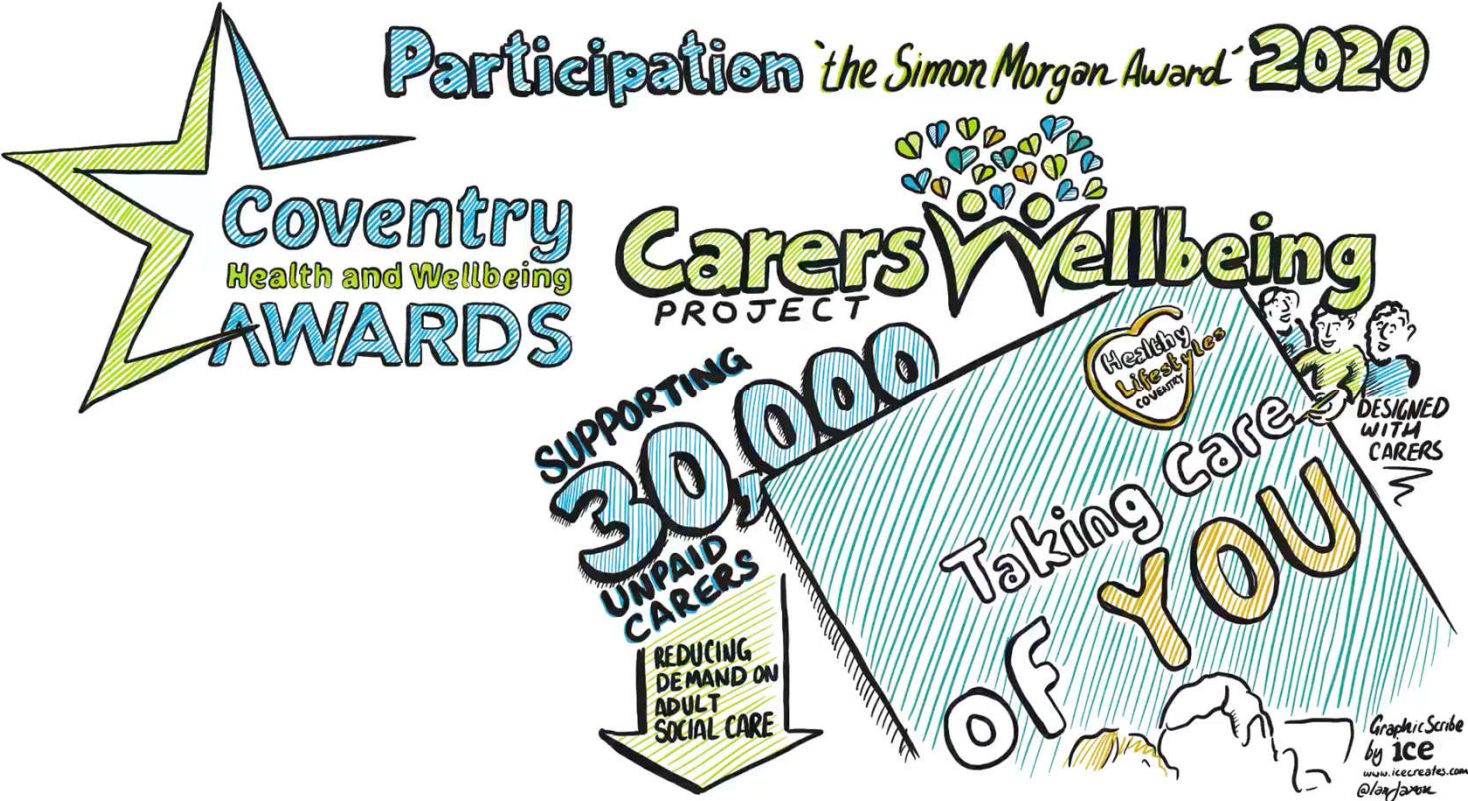 Participation 'the Simon Morgan Award' 2020
Coventry
Health and Wellbeing
AWARDS
Carers Wellbeing
PROJECT
SUPPORTING
30,000
UNPAID
CARERS
REDUCING
DEMAND ON
ADULT
SOCIAL CARE
Healthy
Lifestyles
COVENTRY
Taking Care
OF YOU
DESIGNED
WITH
CARERS
Graphic Scribe
by ice
www.icecreates.com